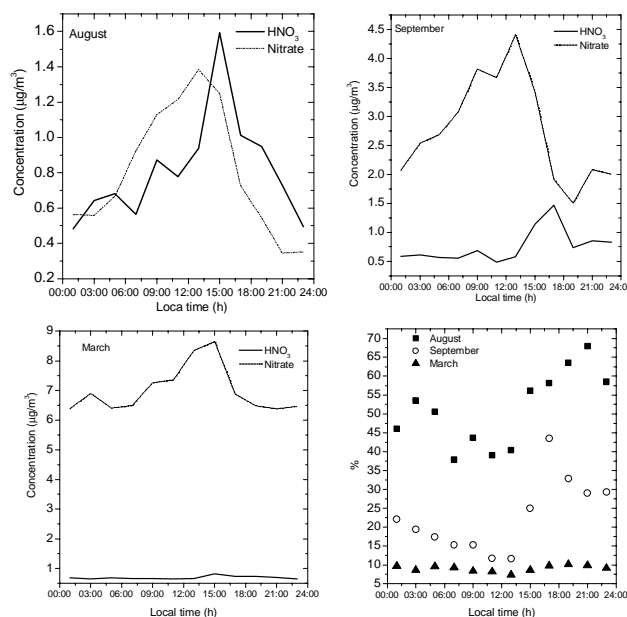 August
HNO3
Nitrate
Concentration (µg/m³)
1.6
1.4
1.2
1.0
0.8
0.6
0.4
0.2
00:00 03:00 06:00 09:00 12:00 15:00 18:00 21:00 24:00
Loca time (h)
September
HNO3
Nitrate
Concentration (µg/m³)
4.5
4.0
3.5
3.0
2.5
2.0
1.5
1.0
0.5
00:00 03:00 06:00 09:00 12:00 15:00 18:00 21:00 24:00
Local time (h)
March
HNO3
Nitrate
Concentration (µg/m³)
9
8
7
6
5
4
3
2
1
00:00 03:00 06:00 09:00 12:00 15:00 18:00 21:00 24:00
Local time (h)
August
September
March
%
70
65
60
55
50
45
40
35
30
25
20
15
10
5
00:00 03:00 06:00 09:00 12:00 15:00 18:00 21:00 24:00
Local time (h)